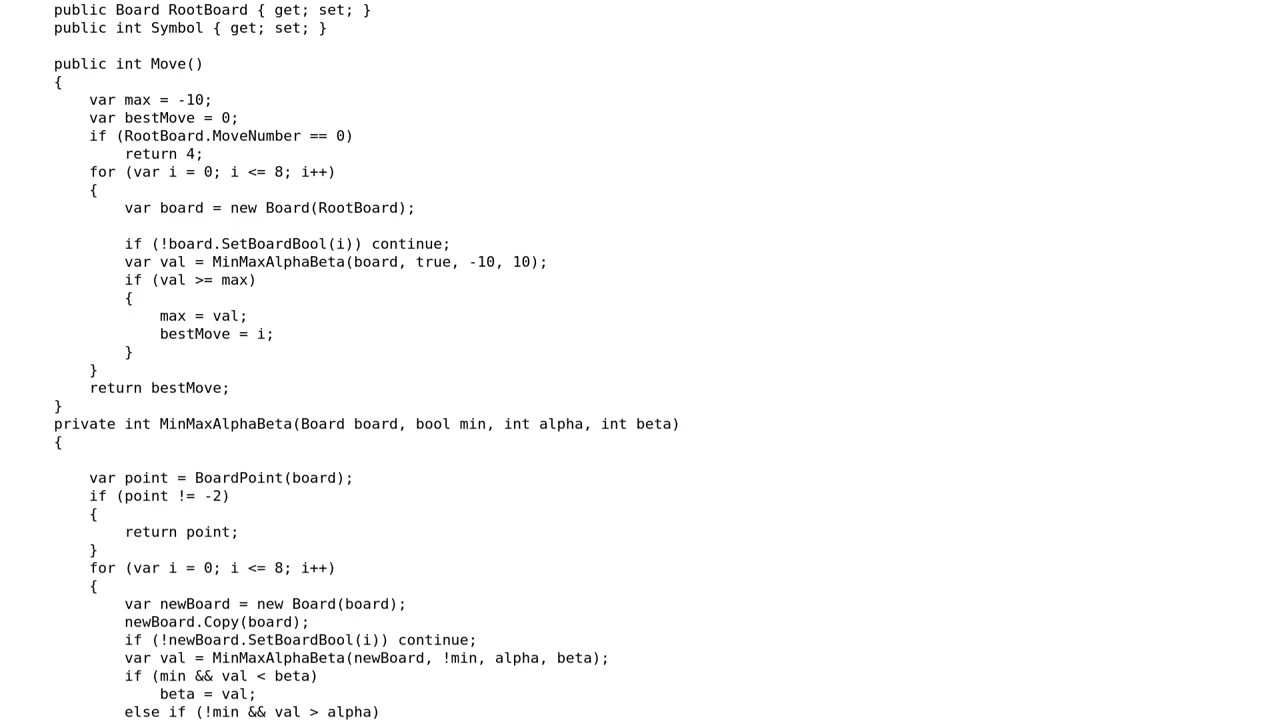 public Board RootBoard { get; set; }
public int Symbol { get; set; }
public int Move()
{
var max = -10;
var bestMove = 0;
if (RootBoard.MoveNumber == 0)
return 4;
for (var i = 0; i <= 8; i++)
{
var board = new Board(RootBoard);
if (!board.SetBoardBool(i)) continue;
var val = MinMaxAlphaBeta(board, true, -10, 10);
if (val >= max)
{
max = val;
bestMove = i;
}
}
return bestMove;
}
private int MinMaxAlphaBeta(Board board, bool min, int alpha, int beta)
{
var point = BoardPoint(board);
if (point != -2)
{
return point;
}
for (var i = 0; i <= 8; i++)
{
var newBoard = new Board(board);
newBoard.Copy(board);
if (!newBoard.SetBoardBool(i)) continue;
var val = MinMaxAlphaBeta(newBoard, !min, alpha, beta);
if (min && val < beta)
beta = val;
else if (!min && val > alpha)